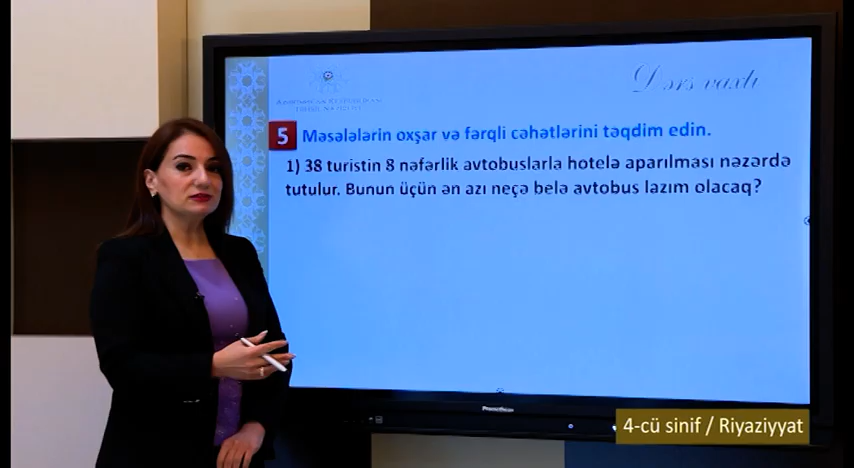 Dərs vaxtı
5 Məsələlərin oxşar və fərqli cəhətlərini təqdim edin.
1) 38 turistin 8 nəfərlik avtobuslarla hotelə aparılması nəzərdə
tutulur. Bunun üçün ən azı neçə belə avtobus lazım olacaq?
Promethean
4-cü sinif / Riyaziyyat